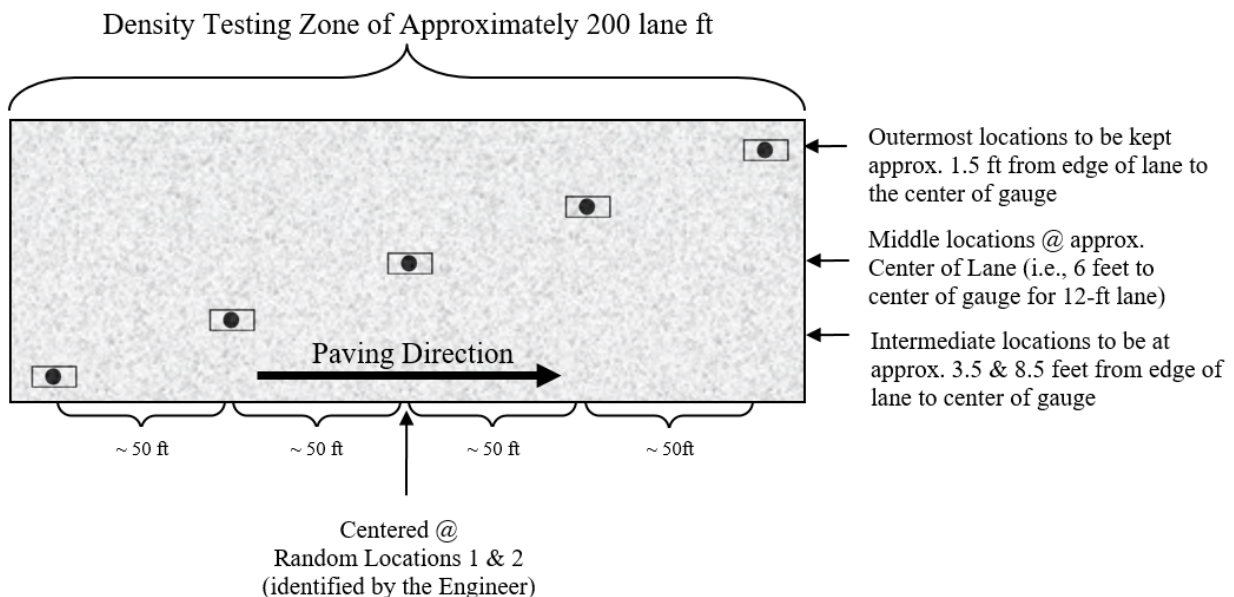 Density Testing Zone of Approximately 200 lane ft
Outermost locations to be kept
approx. 1.5 ft from edge of lane to
the center of gauge
Middle locations @ approx.
Center of Lane (i.e., 6 feet to
center of gauge for 12-ft lane)
Intermediate locations to be at
approx. 3.5 & 8.5 feet from edge of
lane to center of gauge
Paving Direction
~ 50 ft
~ 50 ft
~ 50 ft
~ 50ft
Centered @
Random Locations 1 & 2
(identified by the Engineer)